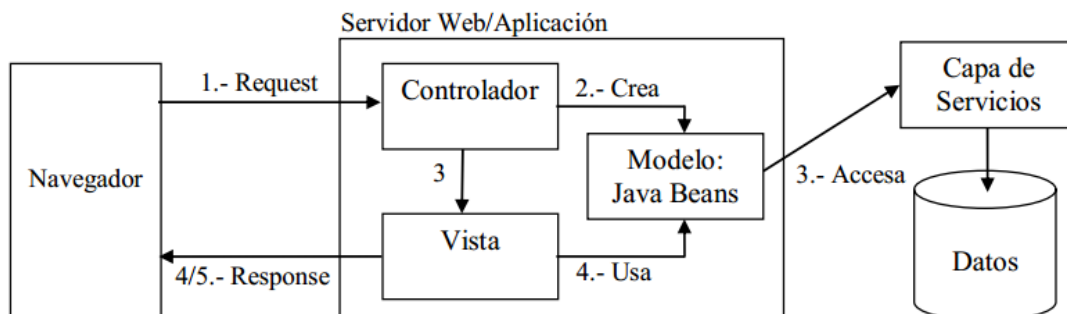 Servidor Web/Aplicación
Navegador
1.- Request
Controlador
2.- Crea
3
Modelo:
Java Beans
Vista
4/5.- Response
4.- Usa
3.- Accesa
Capa de
Servicios
Datos